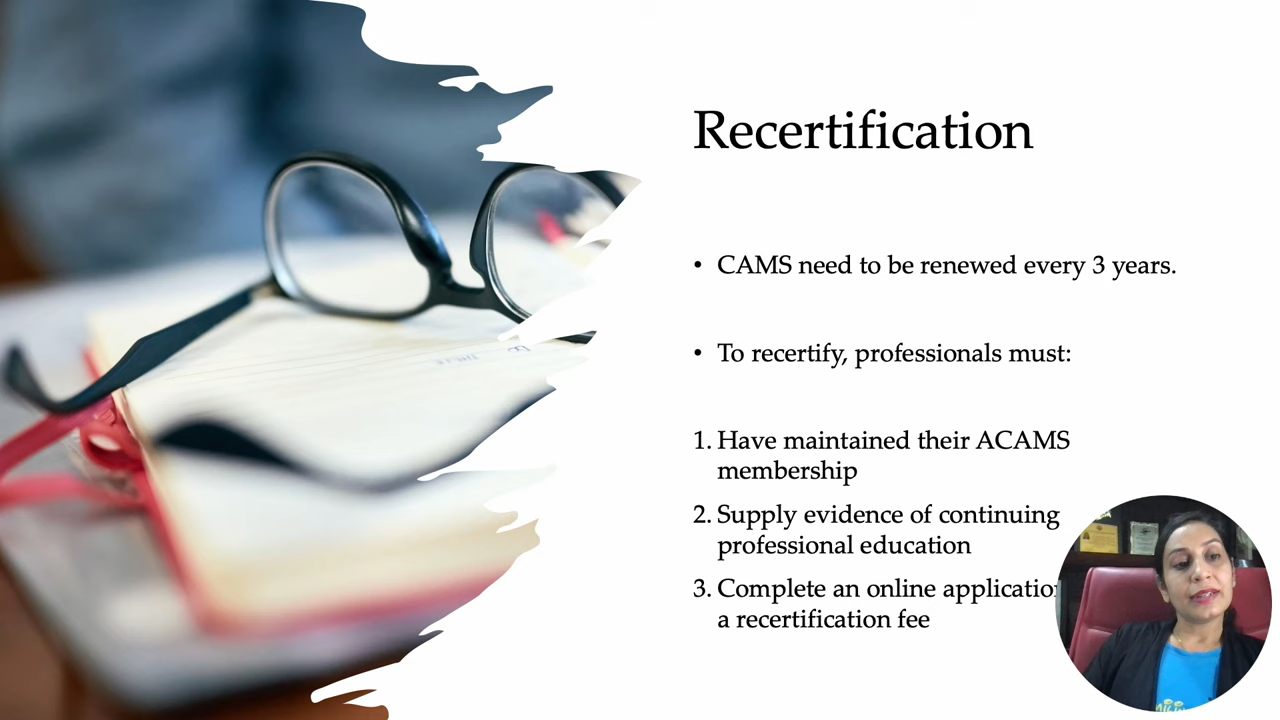 Recertification
• CAMS need to be renewed every 3 years.
• To recertify, professionals must:
1. Have maintained their ACAMS
membership
2. Supply evidence of continuing
professional education
3. Complete an online
a recertification fee